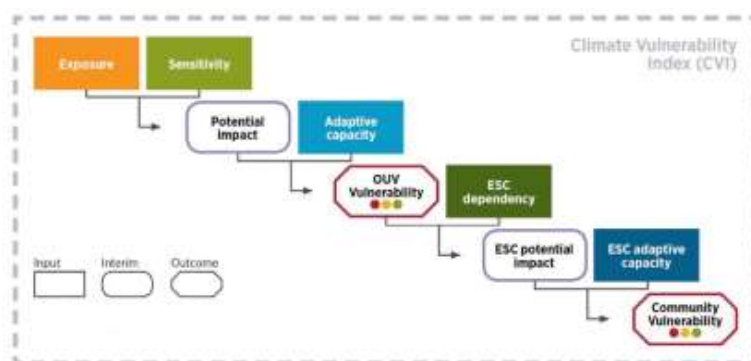 Climate Vulnerability
Index (CVI)
Exposure
Sensitivity
Potential
impact
Adaptive
capacity
OUV
Vulnerability
ESC
dependency
ESC potential
impact
ESC adaptive
capacity
Community
Vulnerability
Input
Interim
Outcome